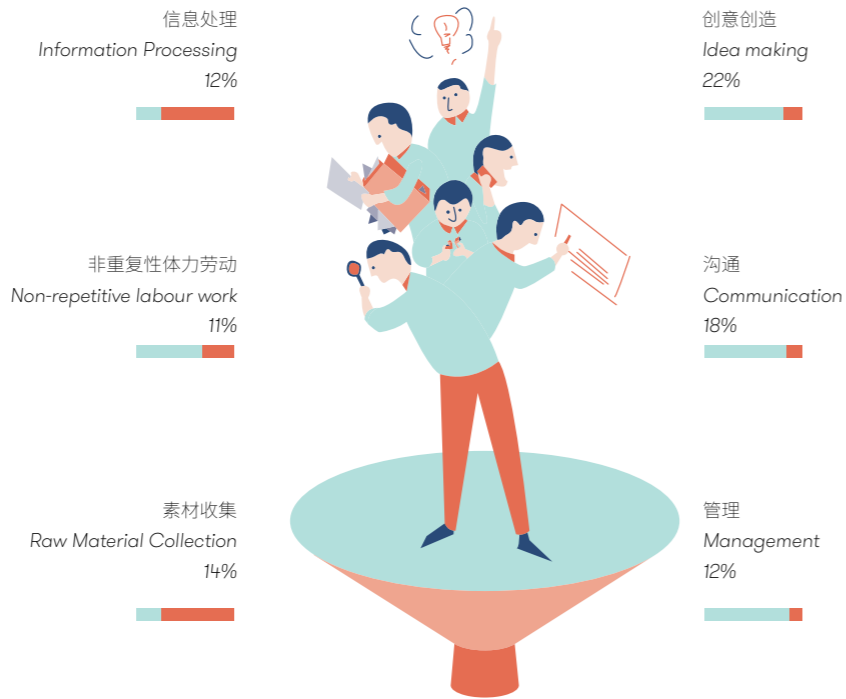 信息处理
Information Processing
12%
创意创造
Idea making
22%
非重复性体力劳动
Non-repetitive labour work
11%
沟通
Communication
18%
素材收集
Raw Material Collection
14%
管理
Management
12%